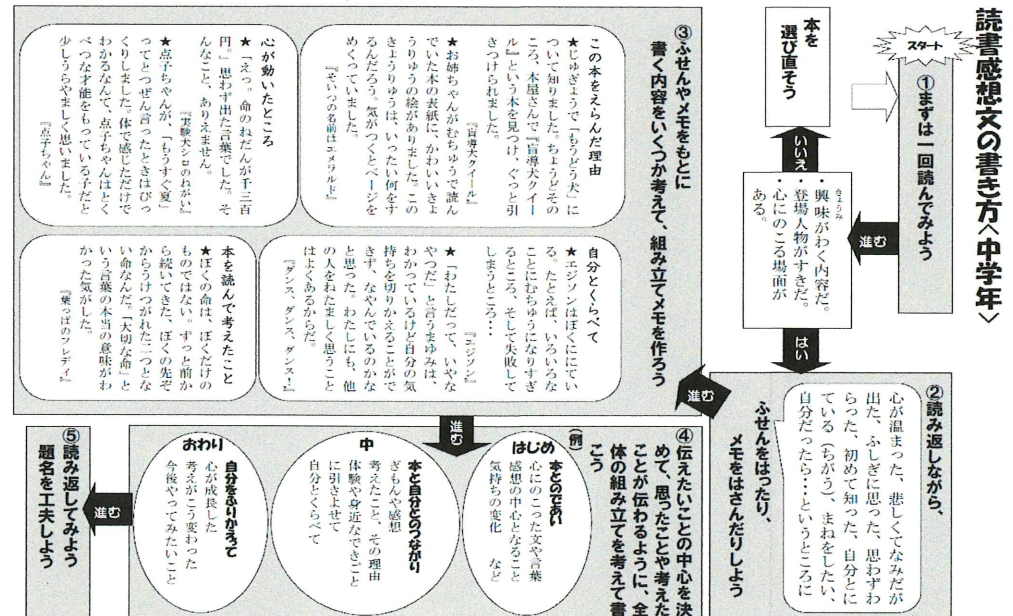 読書感想文の書き方〈中学年〉
スタート
①まずは一回読んでみよう
進む
・興味がわく内容だ。
きょうみ
・登場人物がすきだ。
・心にのこる場面が
ある。
いいえ
本を
選び直そう
はい
②読み返しながら、
心が温まった、悲しくてなみだが
出た、ふしぎに思った、思わずわ
らった、初めて知った、自分とに
ている（ちがう）、まねをしたい、
自分だったら・・・というところに
ふせんをはったり、
メモをはさんだりしよう
進む
③ふせんやメモをもとに
書く内容をいくつか考えて、組み立てメモを作ろう
この本をえらんだ理由
★じゅぎょうで「もうどう犬」に
ついて知りました。ちょうどその
ころ、本屋さんで『盲導犬クイー
ル』という本を見つけ、ぐっと引
きつけられました。
『盲導犬クイール』
★お姉ちゃんがむちゅうで読ん
でいた本の表紙に、かわいいきょ
うりゅうの絵がありました。この
きょうりゅうは、いったい何をす
るんだろう。気がつくとページを
めくっていました。
『そいつの名前はエメラルド』
心が動いたところ
★「えっ。命のねだんが千三百
円。」思わず出た言葉でした。そ
んなこと、ありえません。
『実験犬シロのねがい』
★点子ちゃんが、「もうすぐ夏」
ってとつぜん言ったときはびっ
くりしました。体で感じただけで
わかるなんて、点子ちゃんはとく
べつな才能をもっている子だと
少しうらやましく思いました。
『点子ちゃん』
自分とくらべて
★エジソンはぼくににてい
る。たとえば、いろいろな
ことにむちゅうになりすぎ
るところ、そして失敗して
しまうところ・・・
『エジソン』
★「わたしだって、いやな
やつだ」と言うまゆみは、
わかっているけど自分の気
持ちを切りかえることがで
きず、なやんでいるのかな
と思った。わたしにも、他
の人をねたましく思うこと
はよくあるからだ。
『ダンス、ダンス、ダンス！』
本を読んで考えたこと
★ぼくの命は、ぼくだけの
ものではない。ずっと前か
ら続いてきた、ぼくの先ぞ
からうけつがれた二つとな
い命なんだ。「大切な命」と
いう言葉の本当の意味がわ
かった気がした。
『葉っぱのフレディ』
進む
④伝えたいことの中心を決
めて、思ったことや考えた
ことが伝わるように、全
体の組み立てを考えて書
こう
（例）
はじめ
本とのであい
心にのこった文や言葉
感想の中心となること
気持ちの変化　など
中
本と自分とのつながり
ぎもんや感想
考えたこと、その理由
体験や身近なできごと
に引きよせて
自分とくらべて
おわり
自分をふりかえって
心が成長した
考えがこう変わった
今後やってみたいこと
進む
⑤読み返してみよう
題名を工夫しよう